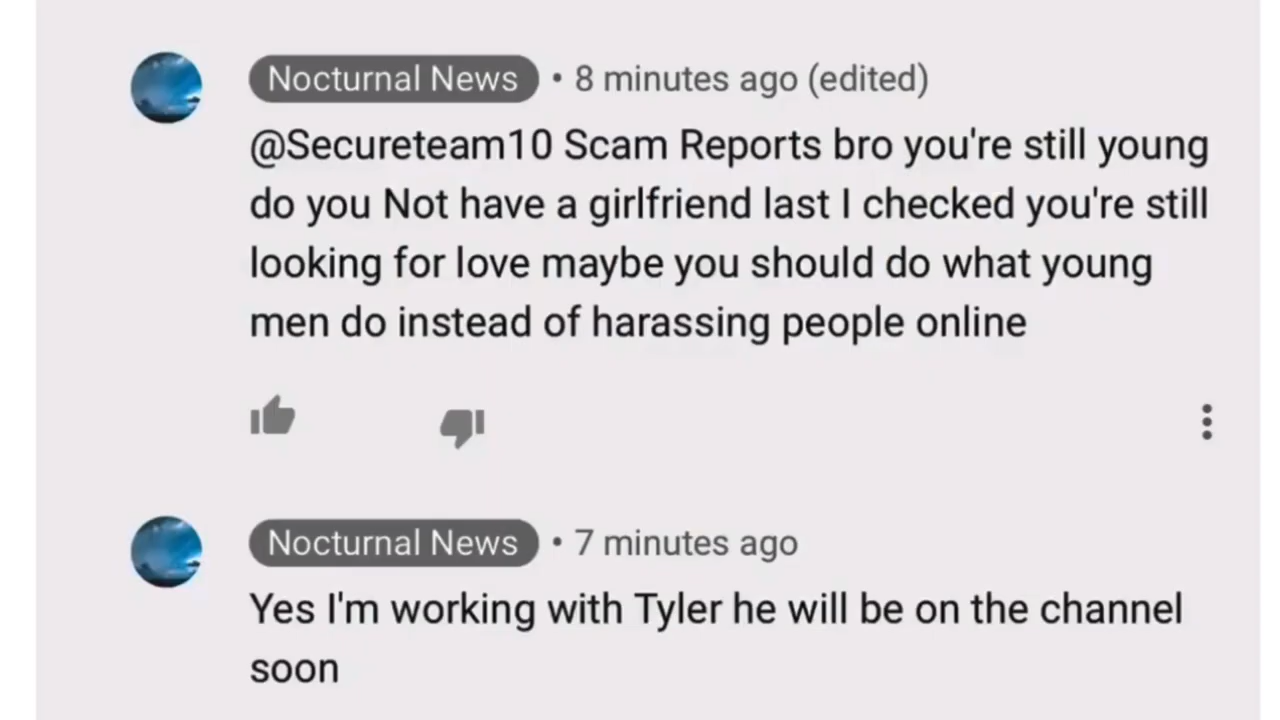 Nocturnal News • 8 minutes ago (edited)
@Secureteam10 Scam Reports bro you're still young
do you Not have a girlfriend last I checked you're still
looking for love maybe you should do what young
men do instead of harassing people online
Nocturnal News • 7 minutes ago
Yes I'm working with Tyler he will be on the channel
soon